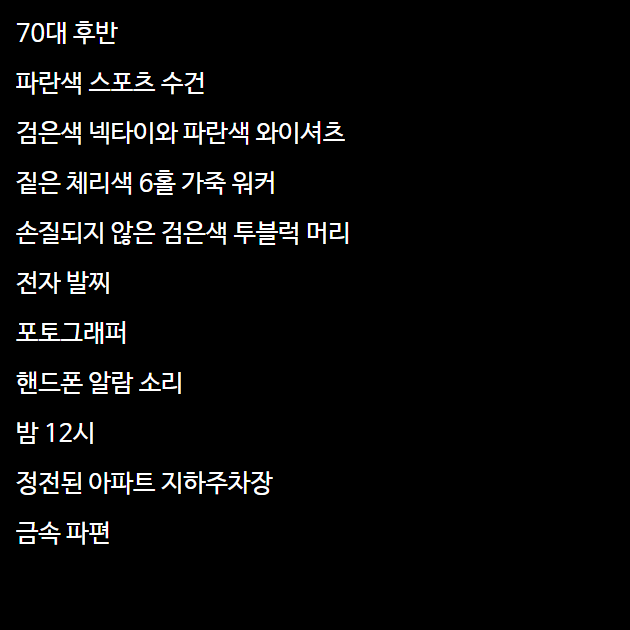 70대 후반
파란색 스포츠 수건
검은색 넥타이와 파란색 와이셔츠
짙은 체리색 6홀 가죽 워커
손질되지 않은 검은색 투블럭 머리
전자 발찌
포토그래퍼
핸드폰 알람 소리
밤 12시
정전된 아파트 지하주차장
금속 파편